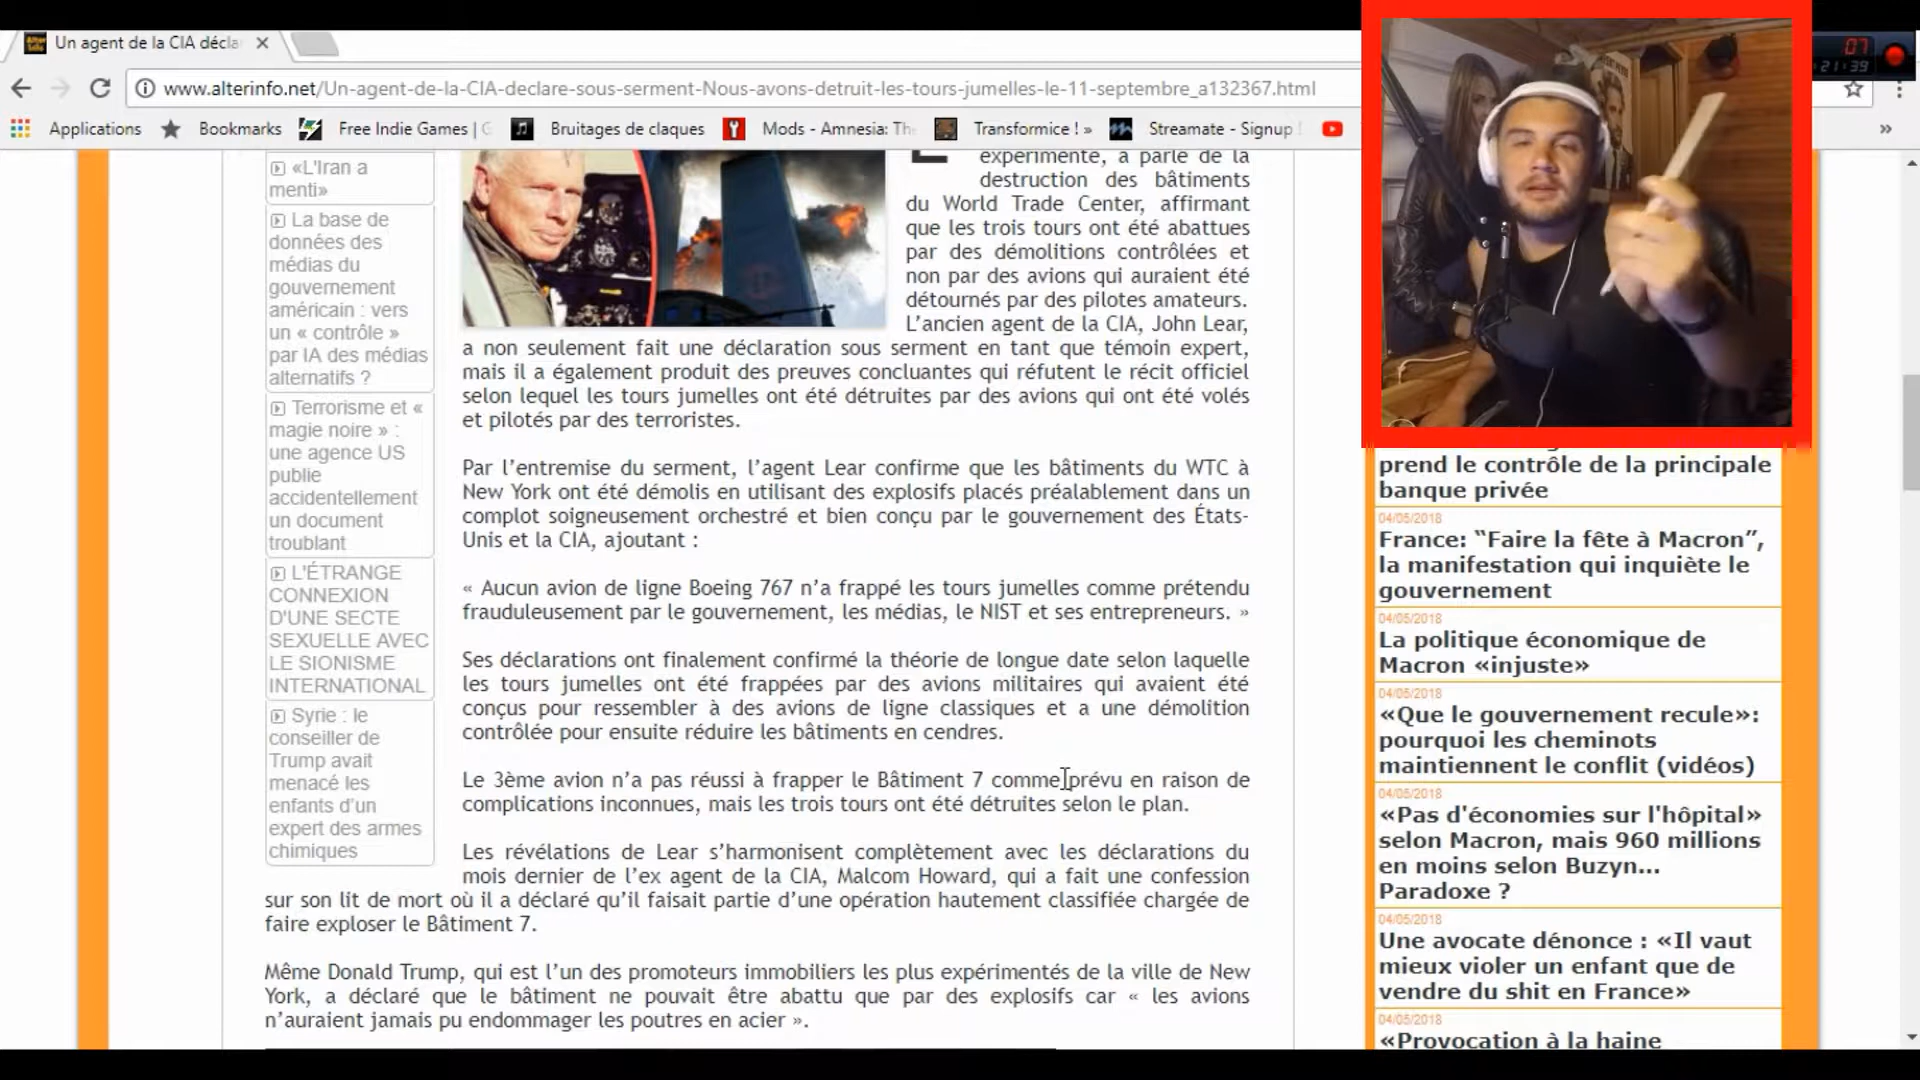 Un agent de la CIA décla
www.alterinfo.net/Un-agent-de-la-CIA-declare-sous-serment-Nous-avons-detruit-les-tours-jumelles-le-11-septembre_a132367.html
07
21:39
Applications
Bookmarks
Free Indie Games |
Bruitages de claques
Mods - Amnesia: Th
Transformice ! »
Streamate - Signup
»
«L'Iran a
menti»
La base de
données des
médias du
gouvernement
américain : vers
un « contrôle »
par IA des médias
alternatifs ?
Terrorisme et «
magie noire » :
une agence US
publie
accidentellement
un document
troublant
L'ÉTRANGE
CONNEXION
D'UNE SECTE
SEXUELLE AVEC
LE SIONISME
INTERNATIONAL
Syrie : le
conseiller de
Trump avait
menacé les
enfants d'un
expert des armes
chimiques
expérimenté, a parlé de la
destruction des bâtiments
du World Trade Center, affirmant
que les trois tours ont été abattues
par des démolitions contrôlées et
non par des avions qui auraient été
détournés par des pilotes amateurs.
L'ancien agent de la CIA, John Lear,
a non seulement fait une déclaration sous serment en tant que témoin expert,
mais il a également produit des preuves concluantes qui réfutent le récit officiel
selon lequel les tours jumelles ont été détruites par des avions qui ont été volés
et pilotés par des terroristes.
Par l'entremise du serment, l'agent Lear confirme que les bâtiments du WTC à
New York ont été démolis en utilisant des explosifs placés préalablement dans un
complot soigneusement orchestré et bien conçu par le gouvernement des États-
Unis et la CIA, ajoutant :
« Aucun avion de ligne Boeing 767 n'a frappé les tours jumelles comme prétendu
frauduleusement par le gouvernement, les médias, le NIST et ses entrepreneurs. »
Ses déclarations ont finalement confirmé la théorie de longue date selon laquelle
les tours jumelles ont été frappées par des avions militaires qui avaient été
conçus pour ressembler à des avions de ligne classiques et a une démolition
contrôlée pour ensuite réduire les bâtiments en cendres.
Le 3ème avion n'a pas réussi à frapper le Bâtiment 7 comme prévu en raison de
complications inconnues, mais les trois tours ont été détruites selon le plan.
Les révélations de Lear s'harmonisent complètement avec les déclarations du
mois dernier de l'ex agent de la CIA, Malcom Howard, qui a fait une confession
sur son lit de mort où il a déclaré qu'il faisait partie d'une opération hautement classifiée chargée de
faire exploser le Bâtiment 7.
Même Donald Trump, qui est l'un des promoteurs immobiliers les plus expérimentés de la ville de New
York, a déclaré que le bâtiment ne pouvait être abattu que par des explosifs car « les avions
n'auraient jamais pu endommager les poutres en acier ».
prend le contrôle de la principale
banque privée
04/05/2018
France: “Faire la fête à Macron”,
la manifestation qui inquiète le
gouvernement
04/05/2018
La politique économique de
Macron «injuste»
04/05/2018
«Que le gouvernement recule»:
pourquoi les cheminots
maintiennent le conflit (vidéos)
04/05/2018
«Pas d'économies sur l'hôpital»
selon Macron, mais 960 millions
en moins selon Buzyn…
Paradoxe ?
04/05/2018
Une avocate dénonce : «Il vaut
mieux violer un enfant que de
vendre du shit en France»
04/05/2018
«Provocation à la haine